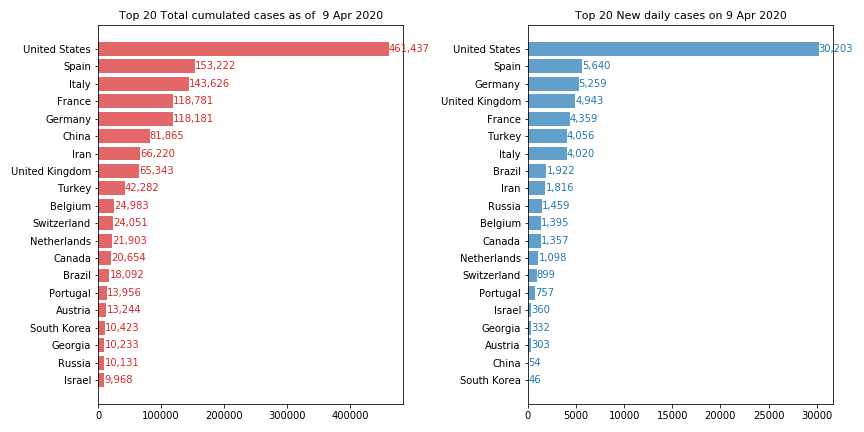 Top 20 Total cumulated cases as of  9 Apr 2020
United States 461,437
Spain 153,222
Italy 143,626
France 118,781
Germany 118,181
China 81,865
Iran 66,220
United Kingdom 65,343
Turkey 42,282
Belgium 24,983
Switzerland 24,051
Netherlands 21,903
Canada 20,654
Brazil 18,092
Portugal 13,956
Austria 13,244
South Korea 10,423
Georgia 10,233
Russia 10,131
Israel 9,968
0 100000 200000 300000 400000
Top 20 New daily cases on 9 Apr 2020
United States 30,203
Spain 5,640
Germany 5,259
United Kingdom 4,943
France 4,359
Turkey 4,056
Italy 4,020
Brazil 1,922
Iran 1,816
Russia 1,459
Belgium 1,395
Canada 1,357
Netherlands 1,098
Switzerland 899
Portugal 757
Israel 360
Georgia 332
Austria 303
China 54
South Korea 46
0 5000 10000 15000 20000 25000 30000